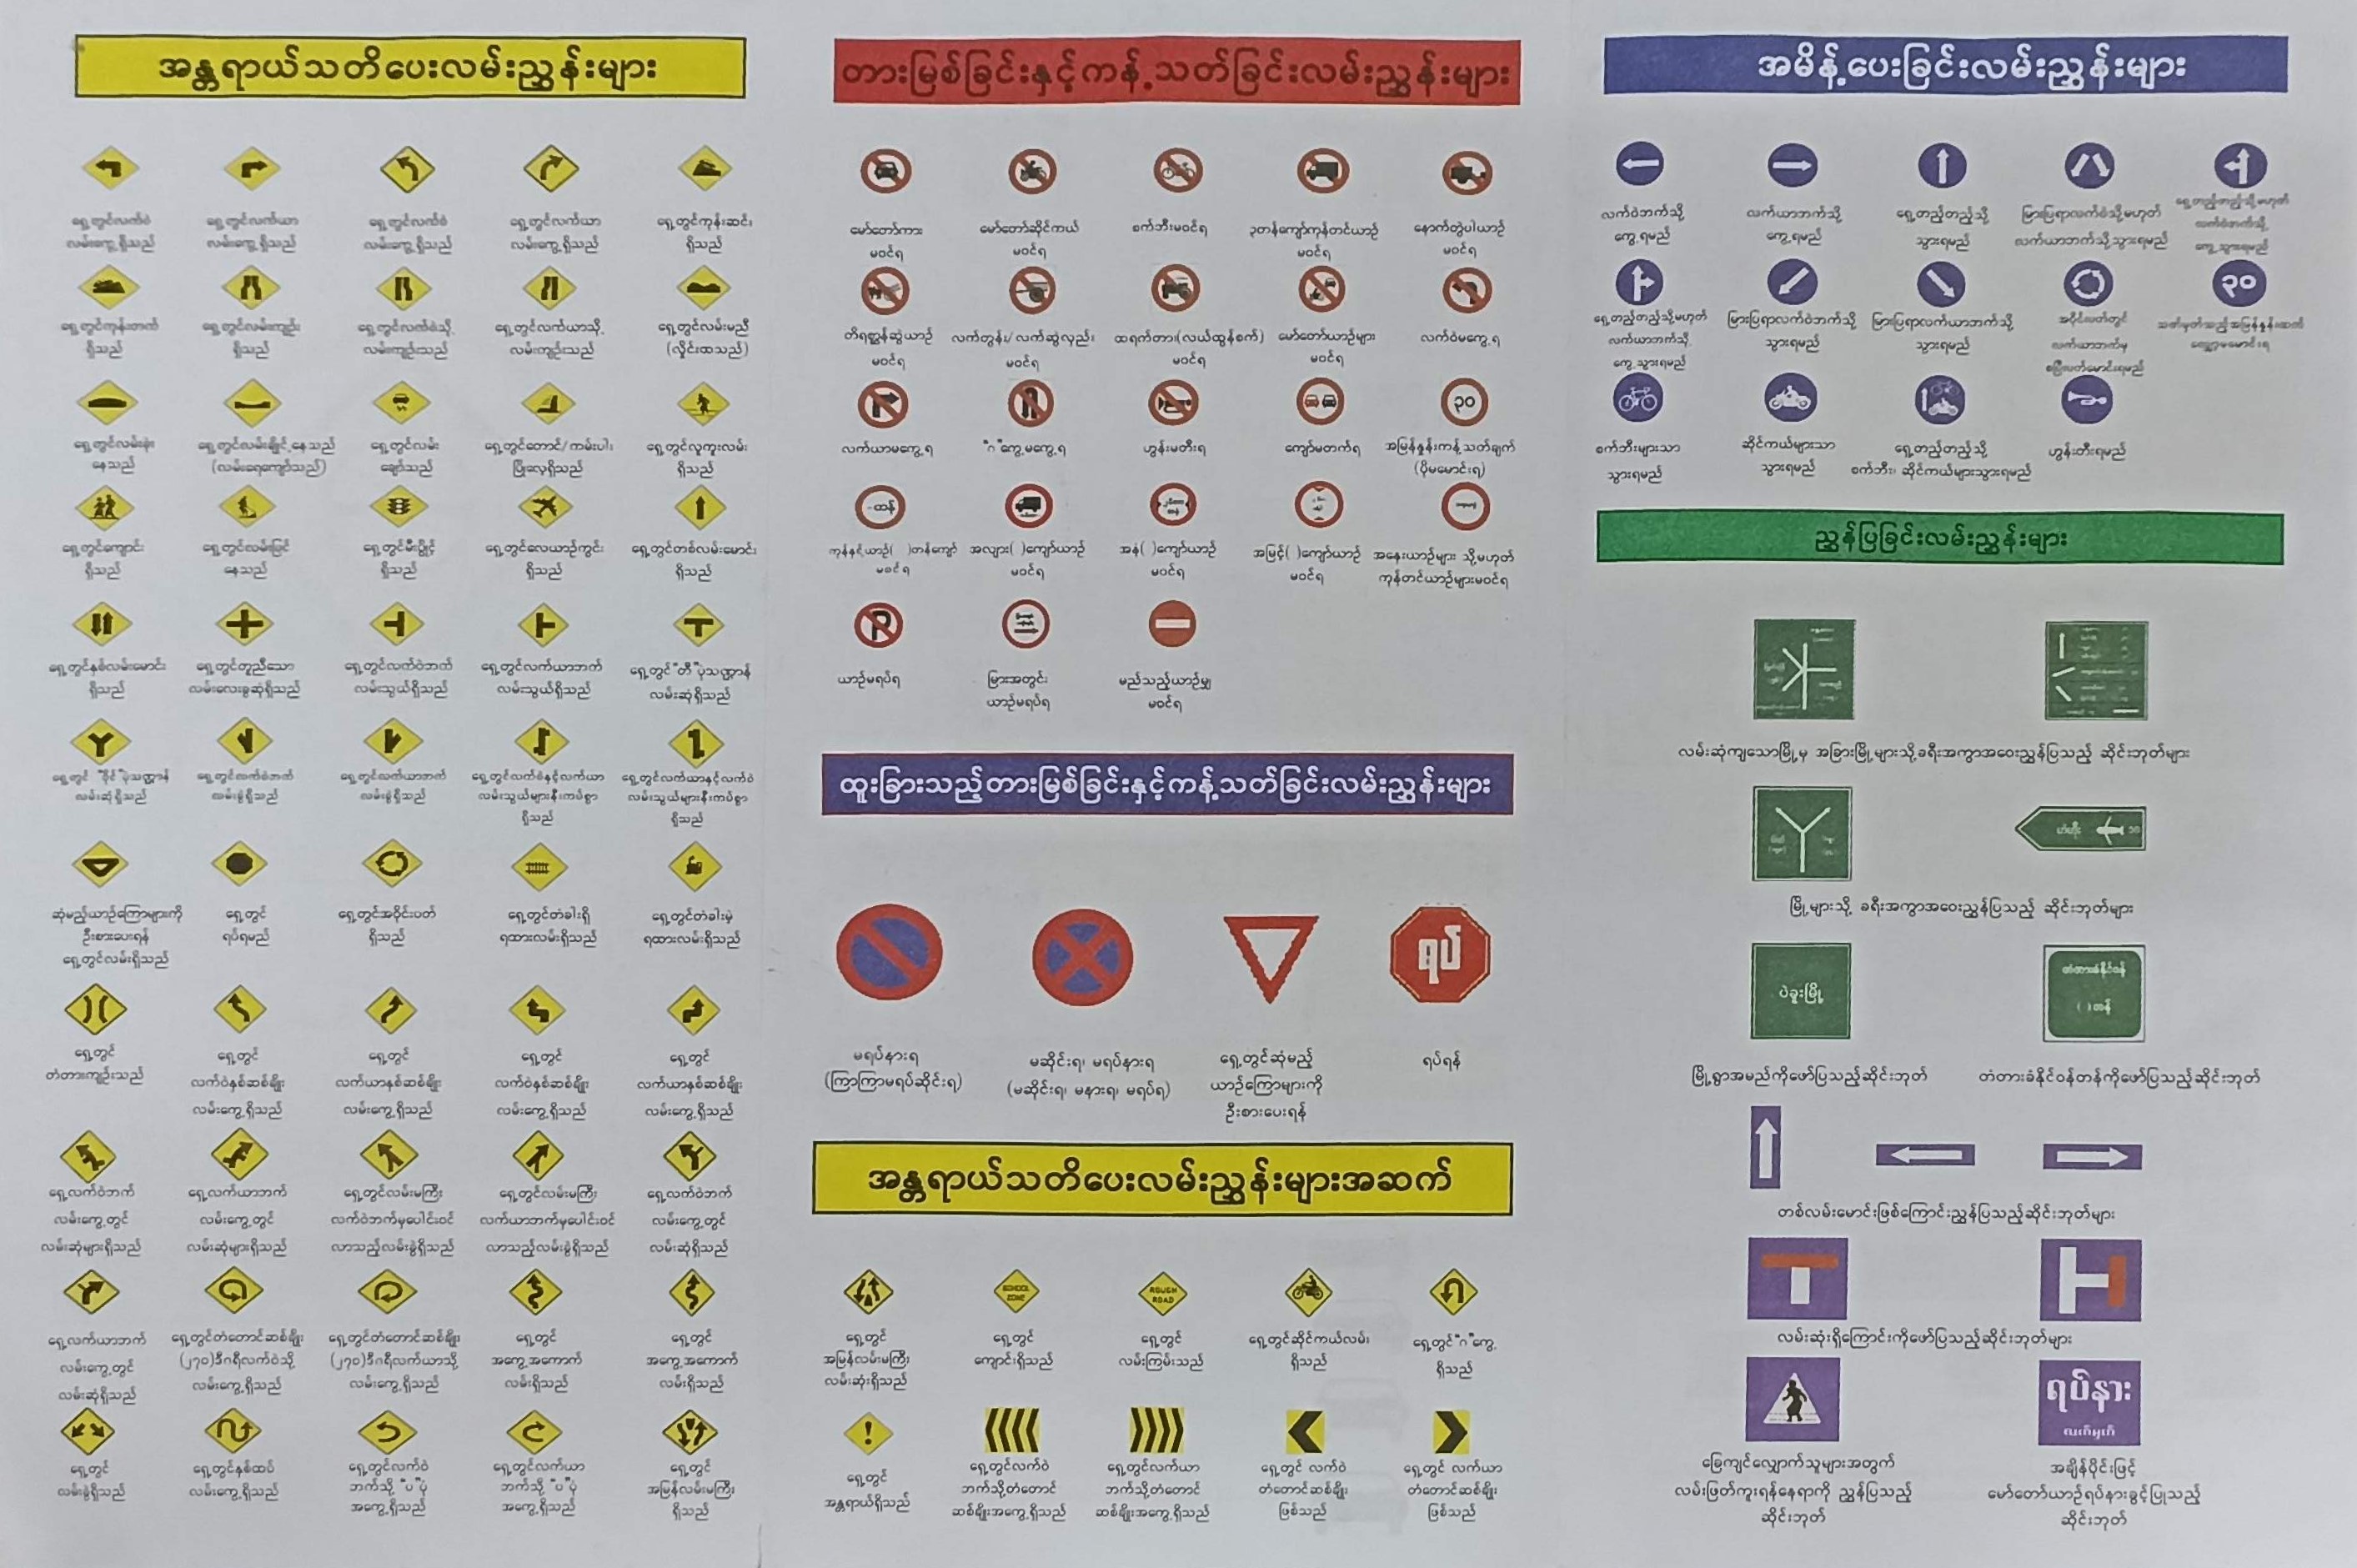 အန္တရာယ်သတိပေးလမ်းညွှန်းများ
ရှေ့တွင်လက်ဝဲ
လမ်းကွေ့ရှိသည်
ရှေ့တွင်လက်ယာ
လမ်းကွေ့ရှိသည်
ရှေ့တွင်လက်ဝဲ
လမ်းကွေ့ရှိသည်
ရှေ့တွင်လက်ယာ
လမ်းကွေ့ရှိသည်
ရှေ့တွင်ကုန်းဆင်း
ရှိသည်
ရှေ့တွင်ကုန်းတက်
ရှိသည်
ရှေ့တွင်လမ်းကျဉ်း
ရှိသည်
ရှေ့တွင်လက်ဝဲသို့
လမ်းကျဉ်းသည်
ရှေ့တွင်လက်ယာသို့
လမ်းကျဉ်းသည်
ရှေ့တွင်လမ်းမညီ
(လှိုင်းထသည်)
ရှေ့တွင်လမ်းခုံး
နေသည်
ရှေ့တွင်လမ်းချိုင့်နေသည်
(လမ်းရေကျော်သည်)
ရှေ့တွင်လမ်း
ချော်သည်
ရှေ့တွင်တောင်/ကမ်းပါး
ပြိုလေ့ရှိသည်
ရှေ့တွင်လူကူးလမ်း
ရှိသည်
ရှေ့တွင်ကျောင်း
ရှိသည်
ရှေ့တွင်လမ်းပြင်
နေသည်
ရှေ့တွင်မီးပွိုင့်
ရှိသည်
ရှေ့တွင်လေယာဉ်ကွင်း
ရှိသည်
ရှေ့တွင်တစ်လမ်းမောင်း
ရှိသည်
ရှေ့တွင်နှစ်လမ်းမောင်း
ရှိသည်
ရှေ့တွင်တူညီသော
လမ်းလေးခွဆုံရှိသည်
ရှေ့တွင်လက်ဝဲဘက်
လမ်းသွယ်ရှိသည်
ရှေ့တွင်လက်ယာဘက်
လမ်းသွယ်ရှိသည်
ရှေ့တွင်"တီ"ပုံသဏ္ဍာန်
လမ်းဆုံရှိသည်
ရှေ့တွင် "ဝိုင်"ပုံသဏ္ဍာန်
လမ်းဆုံရှိသည်
ရှေ့တွင်လက်ဝဲဘက်
လမ်းခွဲရှိသည်
ရှေ့တွင်လက်ယာဘက်
လမ်းခွဲရှိသည်
ရှေ့တွင်လက်ဝဲနှင့်လက်ယာ
လမ်းသွယ်များနီးကပ်စွာ
ရှိသည်
ရှေ့တွင်လက်ယာနှင့်လက်ဝဲ
လမ်းသွယ်များနီးကပ်စွာ
ရှိသည်
ဆုံမည့်ယာဉ်ကြောများကို
ဦးစားပေးရန်
ရှေ့တွင်လမ်းရှိသည်
ရှေ့တွင်
ရပ်ရမည်
ရှေ့တွင်အဝိုင်းပတ်
ရှိသည်
ရှေ့တွင်တံခါးရှိ
ရထားလမ်းရှိသည်
ရှေ့တွင်တံခါးမဲ့
ရထားလမ်းရှိသည်
ရှေ့တွင်
တံတားကျဉ်းသည်
ရှေ့တွင်
လက်ဝဲနှစ်ဆစ်ချိုး
လမ်းကွေ့ရှိသည်
ရှေ့တွင်
လက်ယာနှစ်ဆစ်ချိုး
လမ်းကွေ့ရှိသည်
ရှေ့တွင်
လက်ဝဲနှစ်ဆစ်ချိုး
လမ်းကွေ့ရှိသည်
ရှေ့တွင်
လက်ယာနှစ်ဆစ်ချိုး
လမ်းကွေ့ရှိသည်
ရှေ့လက်ဝဲဘက်
လမ်းကွေ့တွင်
လမ်းဆုံများရှိသည်
ရှေ့လက်ယာဘက်
လမ်းကွေ့တွင်
လမ်းဆုံများရှိသည်
ရှေ့တွင်လမ်းမကြီး
လက်ဝဲဘက်မှပေါင်းဝင်
လာသည့်လမ်းခွဲရှိသည်
ရှေ့တွင်လမ်းမကြီး
လက်ယာဘက်မှပေါင်းဝင်
လာသည့်လမ်းခွဲရှိသည်
ရှေ့လက်ဝဲဘက်
လမ်းကွေ့တွင်
လမ်းဆုံရှိသည်
ရှေ့လက်ယာဘက်
လမ်းကွေ့တွင်
လမ်းဆုံရှိသည်
ရှေ့တွင်တံတောင်ဆစ်ချိုး
(၂၇၀)ဒီဂရီလက်ဝဲသို့
လမ်းကွေ့ရှိသည်
ရှေ့တွင်တံတောင်ဆစ်ချိုး
(၂၇၀)ဒီဂရီလက်ယာသို့
လမ်းကွေ့ရှိသည်
ရှေ့တွင်
အကွေ့အကောက်
လမ်းရှိသည်
ရှေ့တွင်
အကွေ့အကောက်
လမ်းရှိသည်
ရှေ့တွင်
လမ်းခွဲရှိသည်
ရှေ့တွင်နှစ်ထပ်
လမ်းကွေ့ရှိသည်
ရှေ့တွင်လက်ဝဲ
ဘက်သို့ "ပ"ပုံ
အကွေ့ရှိသည်
ရှေ့တွင်လက်ယာ
ဘက်သို့ "ပ"ပုံ
အကွေ့ရှိသည်
ရှေ့တွင်
အမြန်လမ်းမကြီး
ရှိသည်
တားမြစ်ခြင်းနှင့်ကန့်သတ်ခြင်းလမ်းညွှန်းများ
မော်တော်ကား
မဝင်ရ
မော်တော်ဆိုင်ကယ်
မဝင်ရ
စက်ဘီးမဝင်ရ
၃တန်ကျော်ကုန်တင်ယာဉ်
မဝင်ရ
နောက်တွဲပါယာဉ်
မဝင်ရ
တိရစ္ဆာန်ဆွဲယာဉ်
မဝင်ရ
လက်တွန်း/လက်ဆွဲလှည်း
မဝင်ရ
ထရက်တား(လယ်ထွန်စက်)
မဝင်ရ
မော်တော်ယာဉ်များ
မဝင်ရ
လက်ဝဲမကွေ့ရ
လက်ယာမကွေ့ရ
"ဂ"ကွေ့မကွေ့ရ
ဟွန်းမတီးရ
ကျော်မတက်ရ
၃၀
အမြန်နှုန်းကန့်သတ်ချက်
(ပိုမမောင်းရ)
-တန်
ကုန်နှင့်ယာဉ်( )တန်ကျော်
မဝင်ရ
အလျား( )ကျော်ယာဉ်
မဝင်ရ
အနံ( )ကျော်ယာဉ်
မဝင်ရ
အမြင့်( )ကျော်ယာဉ်
မဝင်ရ
အနှေးယာဉ်များ သို့မဟုတ်
ကုန်တင်ယာဉ်များမဝင်ရ
P
ယာဉ်မရပ်ရ
မြားအတွင်း
ယာဉ်မရပ်ရ
မည်သည့်ယာဉ်မျှ
မဝင်ရ
ထူးခြားသည့်တားမြစ်ခြင်းနှင့်ကန့်သတ်ခြင်းလမ်းညွှန်းများ
ရပ်
မရပ်နားရ
(ကြာကြာမရပ်ဆိုင်းရ)
မဆိုင်းရ၊ မရပ်နားရ
(မဆိုင်းရ၊ မနားရ၊ မရပ်ရ)
ရှေ့တွင်ဆုံမည့်
ယာဉ်ကြောများကို
ဦးစားပေးရန်
ရပ်ရန်
အန္တရာယ်သတိပေးလမ်းညွှန်းများအဆက်
ရှေ့တွင်
အမြန်လမ်းမကြီး
လမ်းဆုံးရှိသည်
SCHOOL
ZONE
ရှေ့တွင်
ကျောင်းရှိသည်
ROUGH
ROAD
ရှေ့တွင်
လမ်းကြမ်းသည်
ရှေ့တွင်ဆိုင်ကယ်လမ်း
ရှိသည်
ရှေ့တွင်"ဂ"ကွေ့
ရှိသည်
!
ရှေ့တွင်
အန္တရာယ်ရှိသည်
ရှေ့တွင်လက်ဝဲ
ဘက်သို့တံတောင်
ဆစ်ချိုးအကွေ့ရှိသည်
ရှေ့တွင်လက်ယာ
ဘက်သို့တံတောင်
ဆစ်ချိုးအကွေ့ရှိသည်
ရှေ့တွင် လက်ဝဲ
တံတောင်ဆစ်ချိုး
ဖြစ်သည်
ရှေ့တွင် လက်ယာ
တံတောင်ဆစ်ချိုး
ဖြစ်သည်
အမိန့်ပေးခြင်းလမ်းညွှန်းများ
လက်ဝဲဘက်သို့
ကွေ့ရမည်
လက်ယာဘက်သို့
ကွေ့ရမည်
ရှေ့တည့်တည့်သို့
သွားရမည်
မြားပြရာလက်ဝဲသို့မဟုတ်
လက်ယာဘက်သို့သွားရမည်
ရှေ့တည့်တည့်သို့မဟုတ်
လက်ဝဲဘက်သို့
ကွေ့သွားရမည်
ရှေ့တည့်တည့်သို့မဟုတ်
လက်ယာဘက်သို့
ကွေ့သွားရမည်
မြားပြရာလက်ဝဲဘက်သို့
သွားရမည်
မြားပြရာလက်ယာဘက်သို့
သွားရမည်
အဝိုင်းပတ်တွင်
လက်ယာဘက်မှ
စပြီးပတ်မောင်းရမည်
၃၀
သတ်မှတ်သည့်အမြန်နှုန်းထက်
လျှော့မမောင်းရ
စက်ဘီးများသာ
သွားရမည်
ဆိုင်ကယ်များသာ
သွားရမည်
ရှေ့တည့်တည့်သို့
စက်ဘီး၊ ဆိုင်ကယ်များသွားရမည်
ဟွန်းတီးရမည်
ညွှန်ပြခြင်းလမ်းညွှန်းများ
လမ်းဆုံကျသောမြို့မှ အခြားမြို့များသို့ခရီးအကွာအဝေးညွှန်ပြသည့် ဆိုင်းဘုတ်များ
မြို့များသို့ ခရီးအကွာအဝေးညွှန်ပြသည့် ဆိုင်းဘုတ်များ
ပဲခူးမြို့
တံတားခံနိုင်ဝန်
( )တန်
မြို့ရွာအမည်ကိုဖော်ပြသည့်ဆိုင်းဘုတ်
တံတားခံနိုင်ဝန်တန်ကိုဖော်ပြသည့်ဆိုင်းဘုတ်
တစ်လမ်းမောင်းဖြစ်ကြောင်းညွှန်ပြသည့်ဆိုင်းဘုတ်များ
လမ်းဆုံးရှိကြောင်းကိုဖော်ပြသည့်ဆိုင်းဘုတ်များ
ရပ်နား
လက်မှတ်
ခြေကျင်လျှောက်သူများအတွက်
လမ်းဖြတ်ကူးရန်နေရာကို ညွှန်ပြသည့်
ဆိုင်းဘုတ်
အချိန်ပိုင်းဖြင့်
မော်တော်ယာဉ်ရပ်နားခွင့်ပြုသည့်
ဆိုင်းဘုတ်